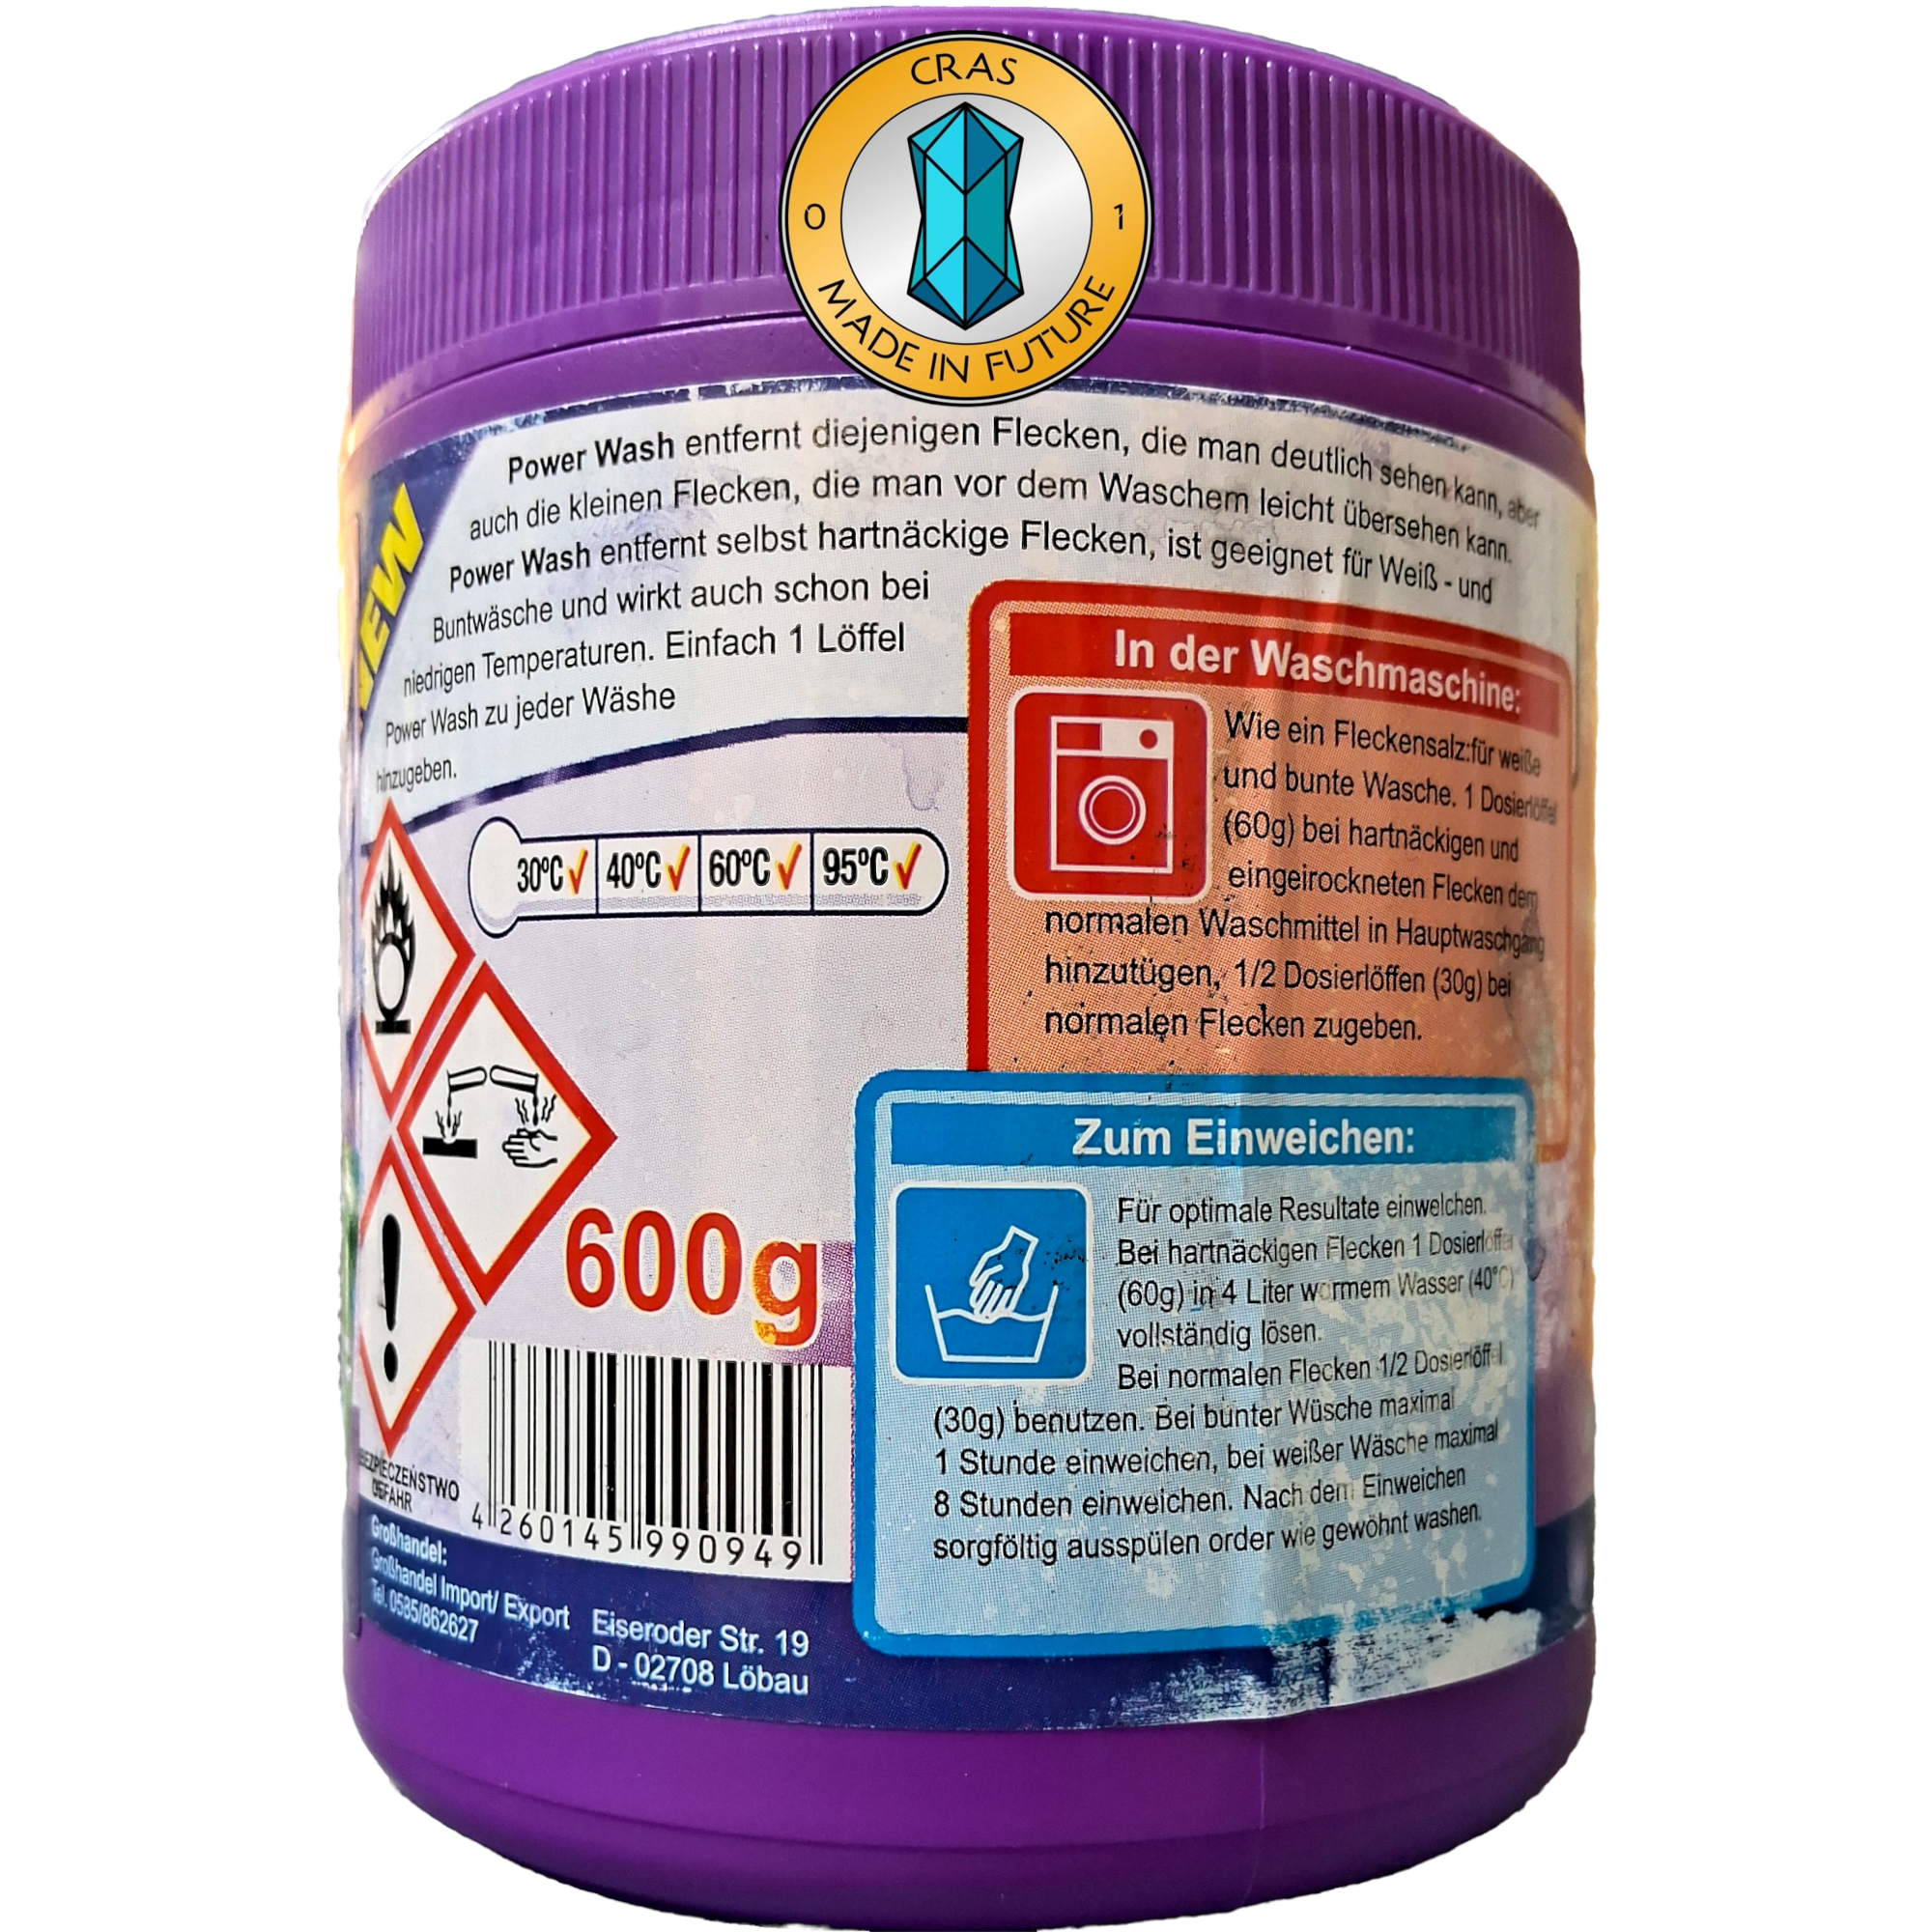 CRAS
0 1
MADE IN FUTURE
NEW
Power Wash entfernt diejenigen Flecken, die man deutlich sehen kann, aber
auch die kleinen Flecken, die man vor dem Waschem leicht übersehen kann.
Power Wash entfernt selbst hartnäckige Flecken, ist geeignet für Weiß - und
Buntwäsche und wirkt auch schon bei
niedrigen Temperaturen. Einfach 1 Löffel
Power Wash zu jeder Wäshe
hinzugeben.
30ºC 40ºC 60ºC 95ºC
In der Waschmaschine:
Wie ein Fleckensalz:für weiße
und bunte Wasche. 1 Dosierlöffel
(60g) bei hartnäckigen und
eingeirockneten Flecken dem
normalen Waschmittel in Hauptwaschgang
hinzutügen, 1/2 Dosierlöffen (30g) bei
normalen Flecken zugeben.
Zum Einweichen:
Für optimale Resultate einwelchen.
Bei hartnäckigen Flecken 1 Dosierlöffel
(60g) in 4 Liter warmem Wasser (40°C)
vollständig lösen.
Bei normalen Flecken 1/2 Dosierlöffel
(30g) benutzen. Bei bunter Wüsche maximal
1 Stunde einweichen, bei weißer Wäsche maximal
8 Stunden einweichen. Nach dem Einweichen
sorgföltig ausspülen order wie gewöhnt washen.
600g
4 260145 990949
GEFAHR
Großhandel:
Großhandel Import/ Export
Tel. 0585/862627
Eiseroder Str. 19
D - 02708 Löbau